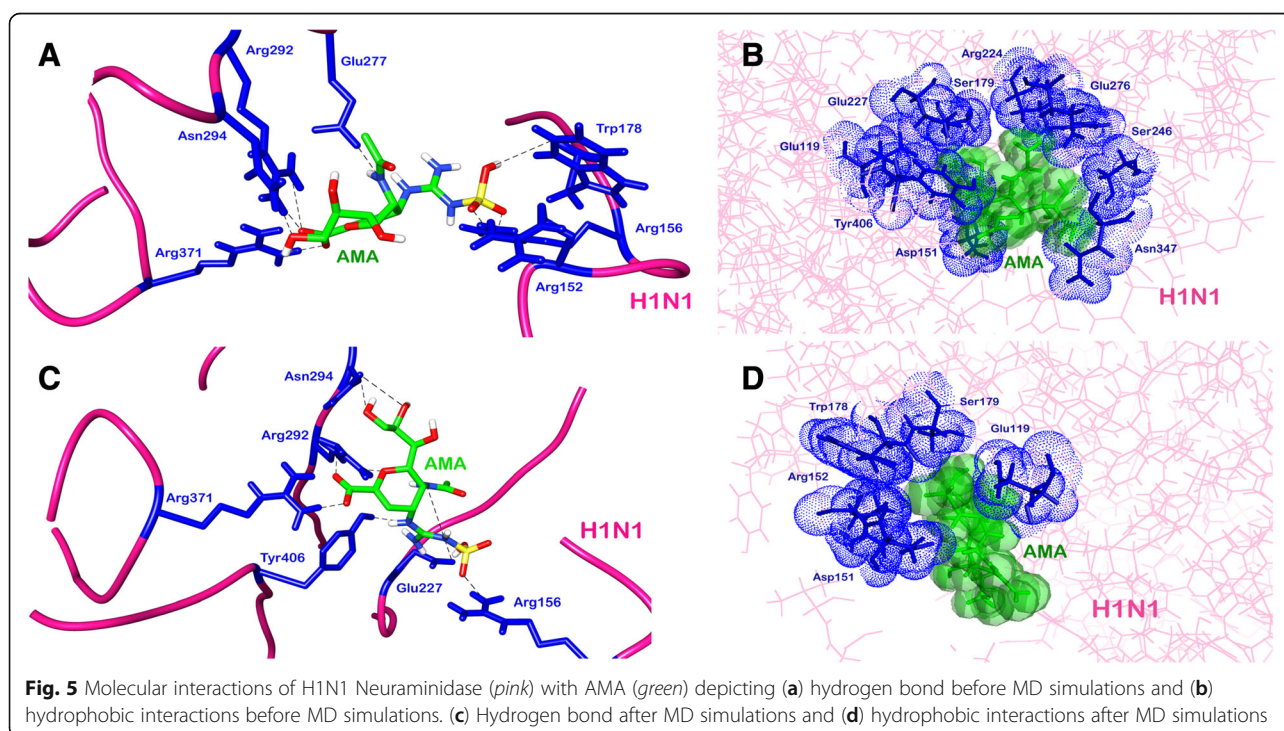 A
Arg292
Glu277
Asn294
Trp178
Arg371
AMA
Arg156
Arg152
H1N1
B
Arg224
Ser179
Glu227
Glu276
Glu119
Ser246
Tyr406
Asp151
AMA
Asn347
H1N1
C
Asn294
Arg292
AMA
Arg371
H1N1
Tyr406
Glu227
Arg156
D
Ser179
Trp178
Glu119
Arg152
AMA
Asp151
H1N1
Fig. 5 Molecular interactions of H1N1 Neuraminidase (pink) with AMA (green) depicting (a) hydrogen bond before MD simulations and (b)
hydrophobic interactions before MD simulations. (c) Hydrogen bond after MD simulations and (d) hydrophobic interactions after MD simulations